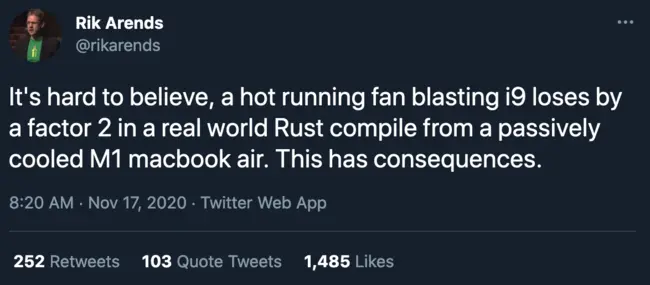 Rik Arends
@rikarends
It's hard to believe, a hot running fan blasting i9 loses by
a factor 2 in a real world Rust compile from a passively
cooled M1 macbook air. This has consequences.
8:20 AM · Nov 17, 2020 · Twitter Web App
252 Retweets 103 Quote Tweets 1,485 Likes